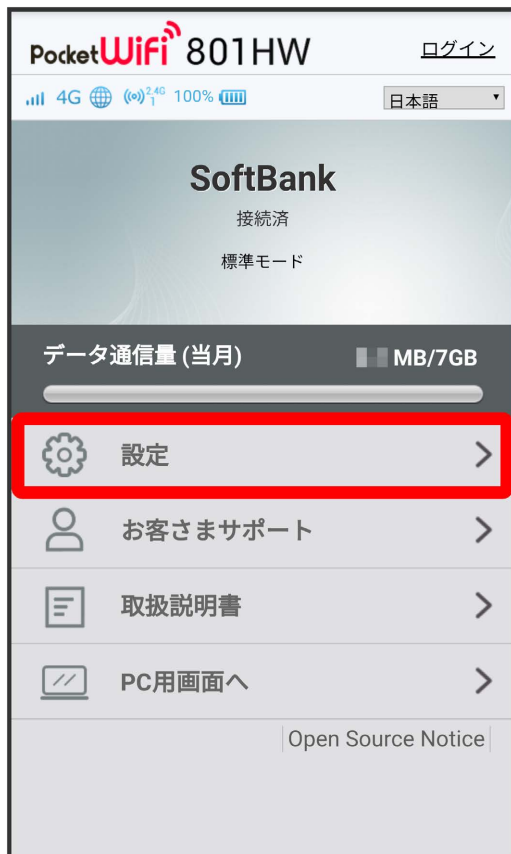 PocketWiFi 801HW ログイン
4G 2.4G 1 100% 日本語
SoftBank
接続済
標準モード
データ通信量 (当月) MB/7GB
設定
お客さまサポート
取扱説明書
PC用画面へ
Open Source Notice